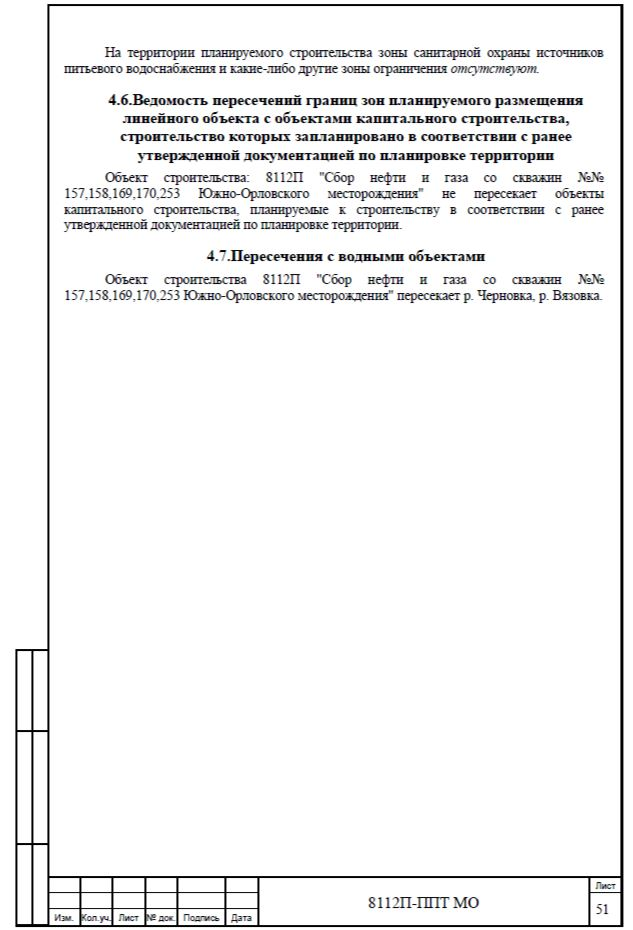 На территории планируемого строительства зоны санитарной охраны источников
питьевого водоснабжения и какие-либо другие зоны ограничения отсутствуют.
4.6.Ведомость пересечений границ зон планируемого размещения
линейного объекта с объектами капитального строительства,
строительство которых запланировано в соответствии с ранее
утвержденной документацией по планировке территории
Объект строительства: 8112П "Сбор нефти и газа со скважин №№
157,158,169,170,253 Южно-Орловского месторождения" не пересекает объекты
капитального строительства, планируемые к строительству в соответствии с ранее
утвержденной документацией по планировке территории.
4.7.Пересечения с водными объектами
Объект строительства 8112П "Сбор нефти и газа со скважин №№
157,158,169,170,253 Южно-Орловского месторождения" пересекает р. Черновка, р. Вязовка.
8112П-ППТ МО
Лист
51
Изм. Кол.уч. Лист № док. Подпись Дата